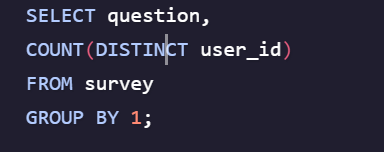 SELECT question,
COUNT(DISTINCT user_id)
FROM survey
GROUP BY 1;